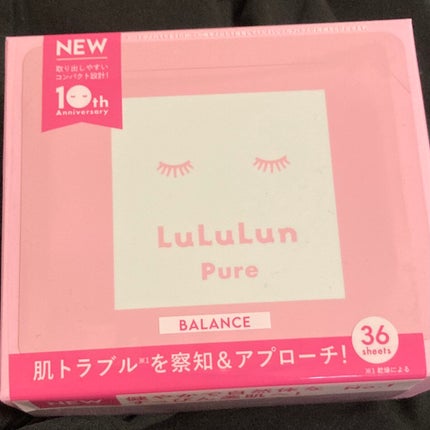 NEW
取り出しやすい
コンパクト設計!
10th
Anniversary
LuLuLun
Pure
BALANCE
36
sheets
肌トラブル※1を察知&アプローチ!
※1 乾燥による